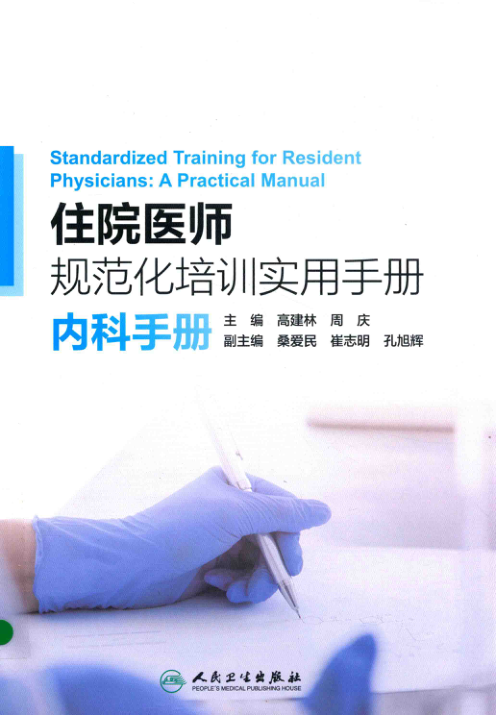 Standardized Training for Resident
Physicians: A Practical Manual
住院医师
规范化培训实用手册
内科手册
主 编 高建林 周 庆
副主编 桑爱民 崔志明 孔旭辉
人民卫生出版社
PEOPLE'S MEDICAL PUBLISHING HOUSE